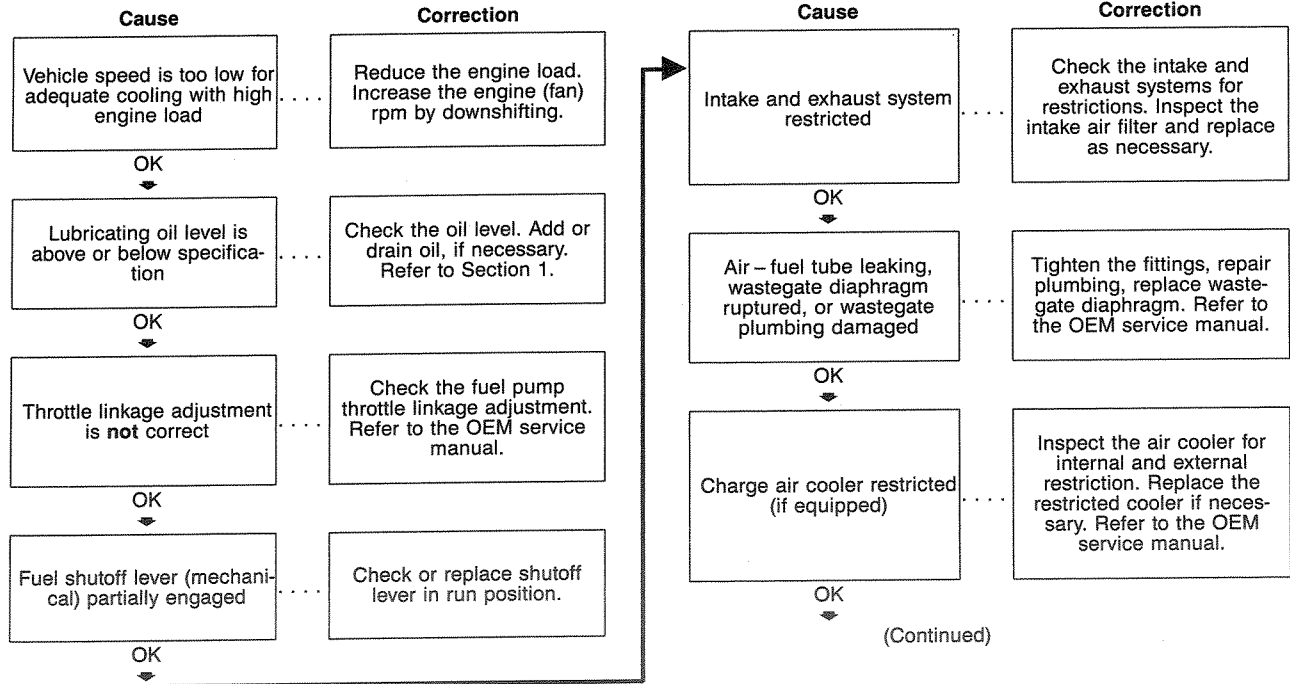 Cause
Correction
Vehicle speed is too low for
adequate cooling with high
engine load
. . . .
Reduce the engine load.
Increase the engine (fan)
rpm by downshifting.
OK
Lubricating oil level is
above or below specifica-
tion
. . . .
Check the oil level. Add or
drain oil, if necessary.
Refer to Section 1.
OK
Throttle linkage adjustment
is not correct
. . . .
Check the fuel pump
throttle linkage adjustment.
Refer to the OEM service
manual.
OK
Fuel shutoff lever (mechani-
cal) partially engaged
. . . .
Check or replace shutoff
lever in run position.
OK
Cause
Correction
Intake and exhaust system
restricted
. . . .
Check the intake and
exhaust systems for
restrictions. Inspect the
intake air filter and replace
as necessary.
OK
Air – fuel tube leaking,
wastegate diaphragm
ruptured, or wastegate
plumbing damaged
. . . .
Tighten the fittings, repair
plumbing, replace waste-
gate diaphragm. Refer to
the OEM service manual.
OK
Charge air cooler restricted
(if equipped)
. . . .
Inspect the air cooler for
internal and external
restriction. Replace the
restricted cooler if neces-
sary. Refer to the OEM
service manual.
OK
(Continued)